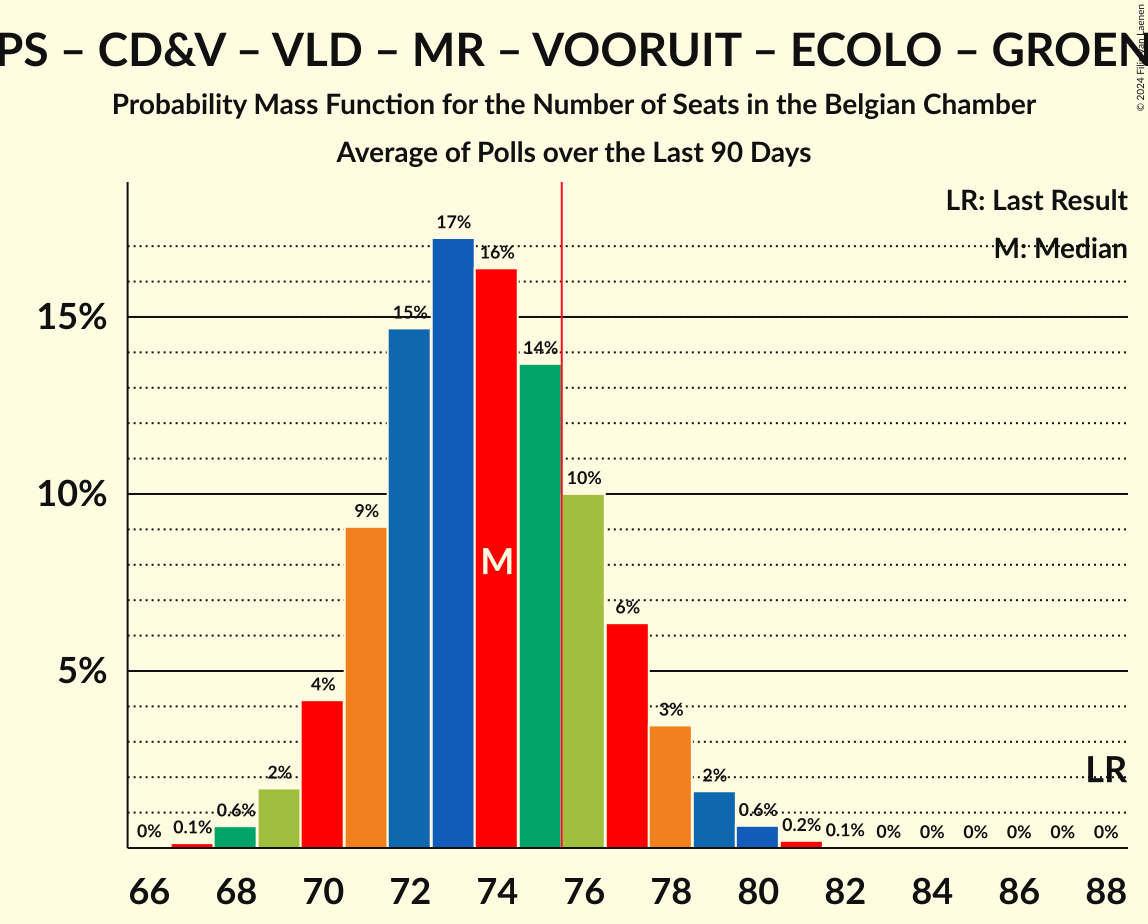 PS – CD&V – VLD – MR – VOORUIT – ECOLO – GROEN
Probability Mass Function for the Number of Seats in the Belgian Chamber
Average of Polls over the Last 90 Days
© 2024 Filip van Laenen
LR: Last Result
M: Median
17%
16%
15%
15%
14%
10%
10%
9%
M
6%
5%
4%
3%
2%
2%
LR
0%
0.1%
0.6%
0.6%
0.2%
0.1%
0%
0%
0%
0%
0%
0%
66 68 70 72 74 76 78 80 82 84 86 88